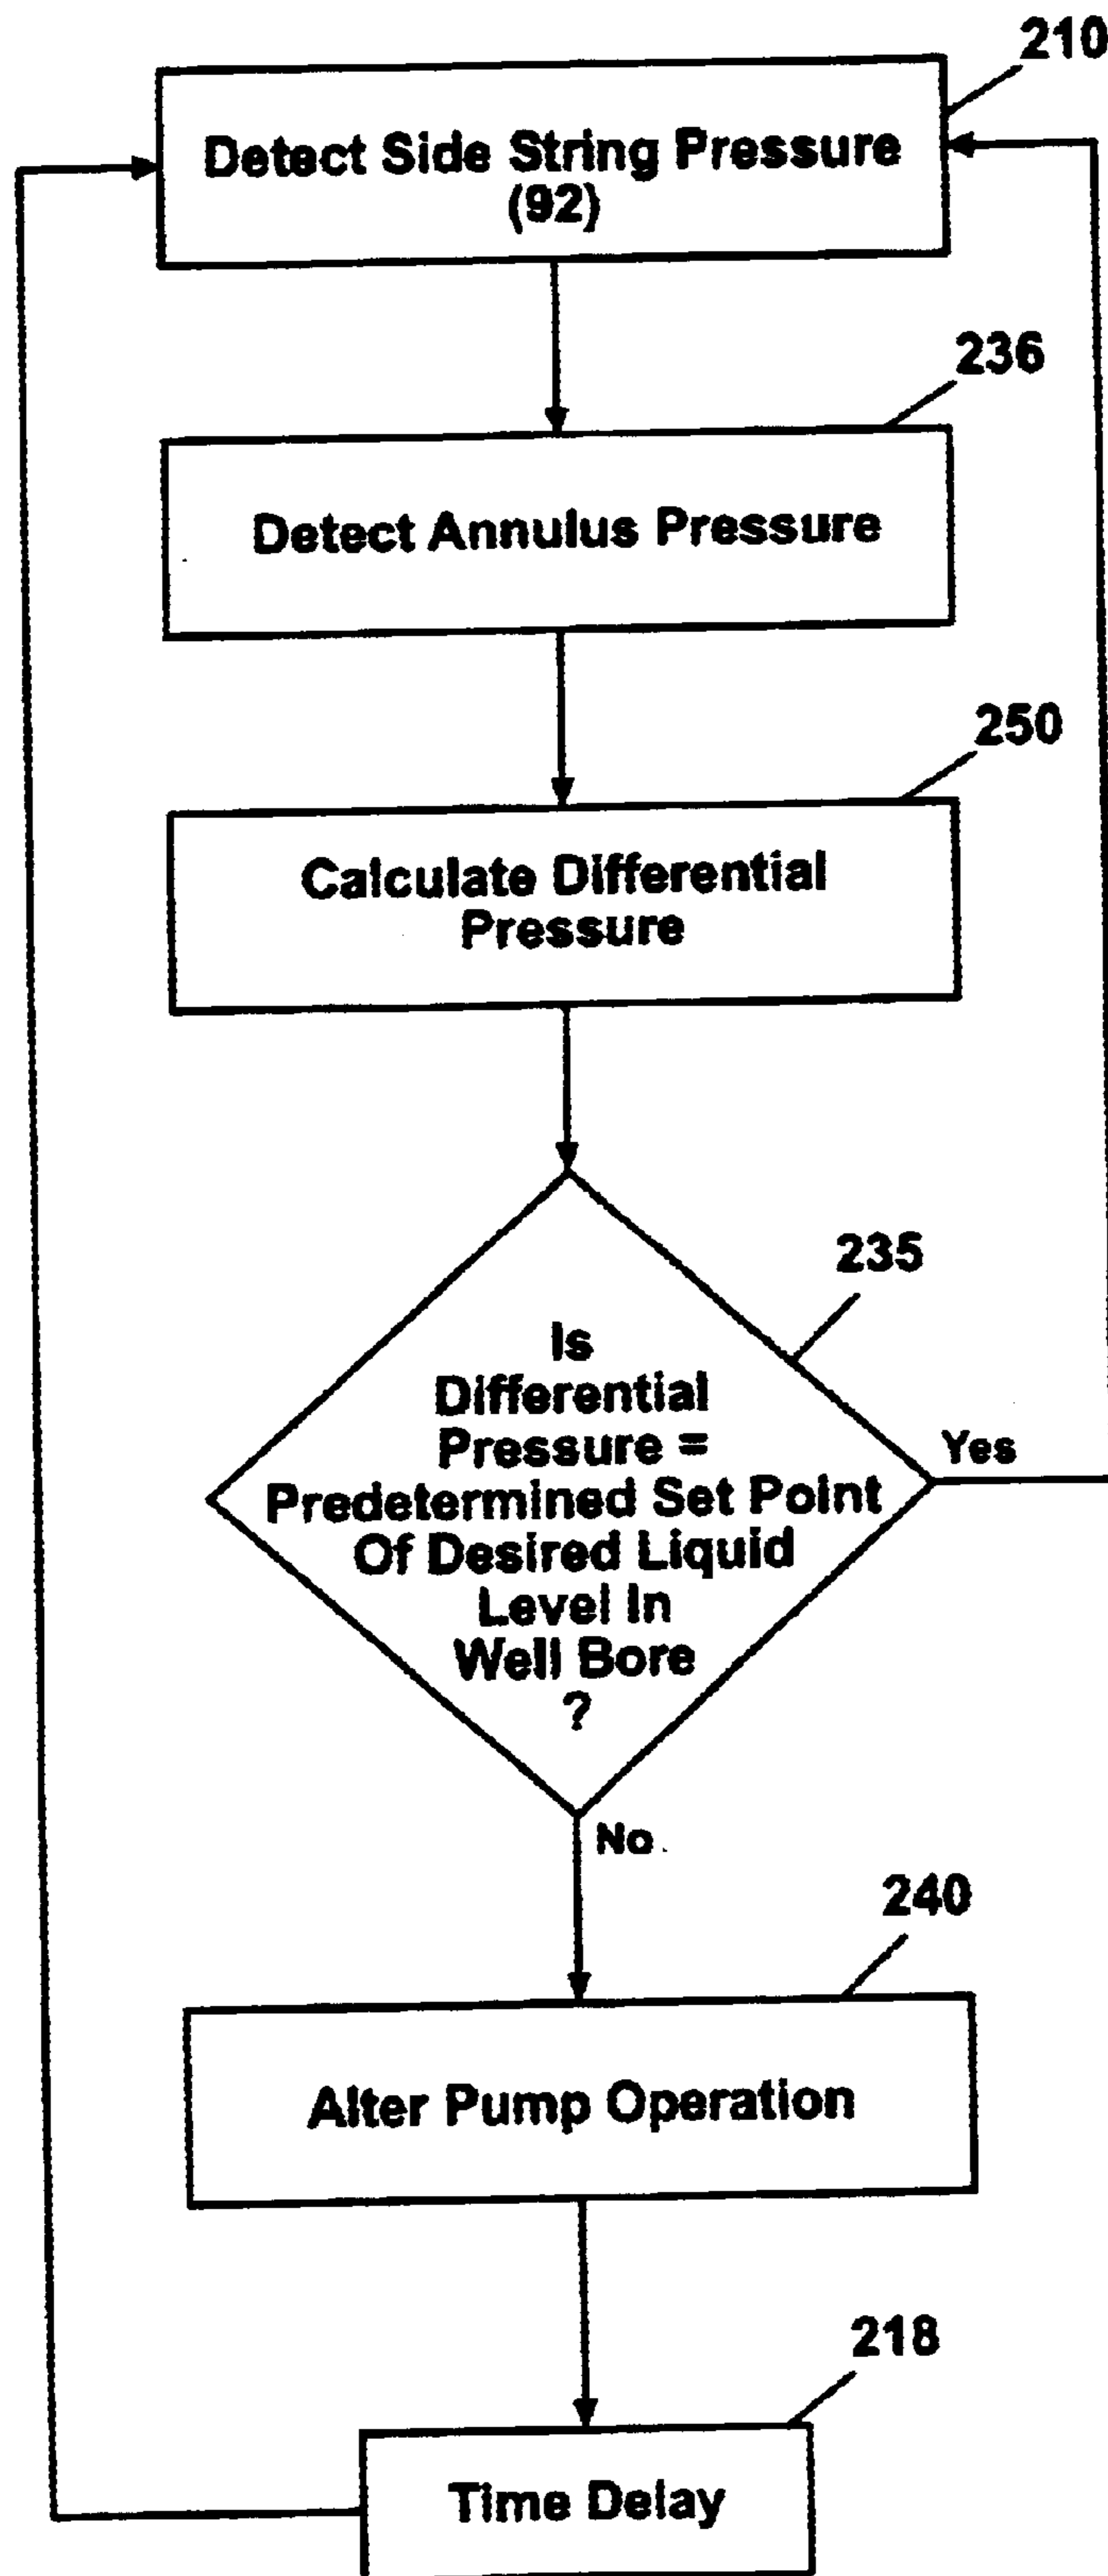 210
Detect Side String Pressure
(92)
236
Detect Annulus Pressure
250
Calculate Differential
Pressure
235
Is
Differential
Pressure =
Predetermined Set Point
Of Desired Liquid
Level In
Well Bore
?
Yes
No
240
Alter Pump Operation
218
Time Delay